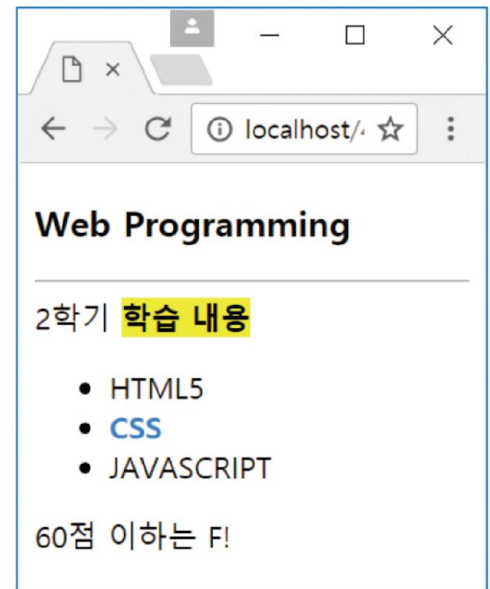 localhost/4
Web Programming
2학기 학습 내용
HTML5
CSS
JAVASCRIPT
60점 이하는 F!